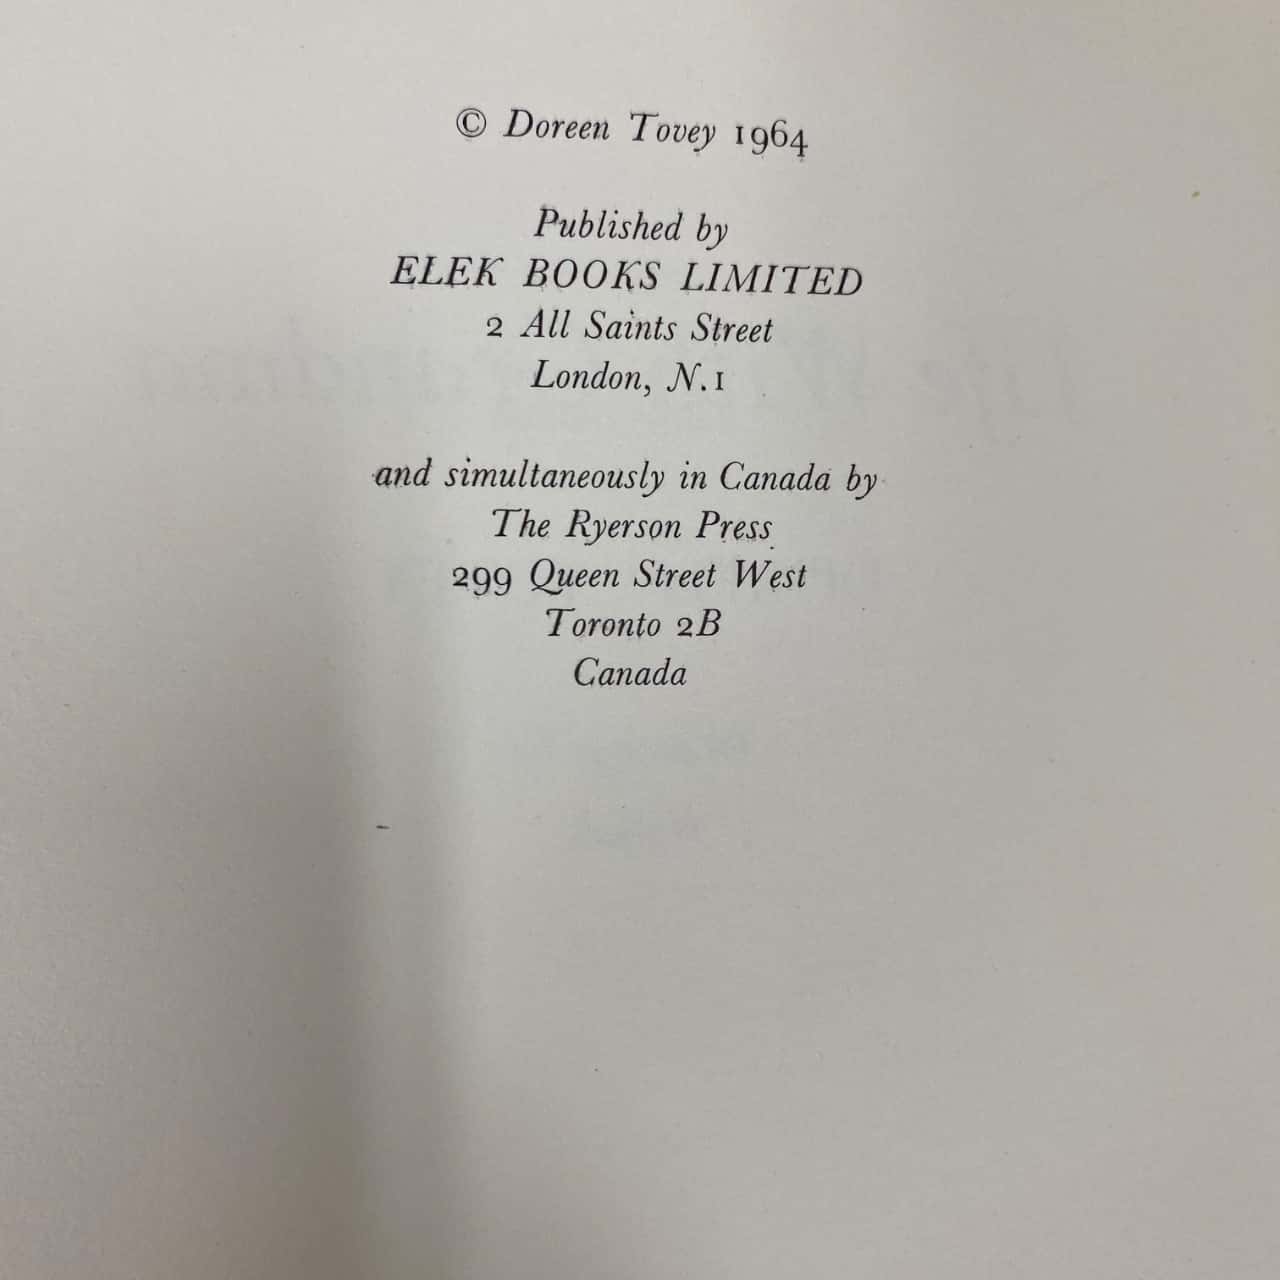 © Doreen Tovey 1964
Published by
ELEK BOOKS LIMITED
2 All Saints Street
London, N.1
and simultaneously in Canada by
The Ryerson Press
299 Queen Street West
Toronto 2B
Canada